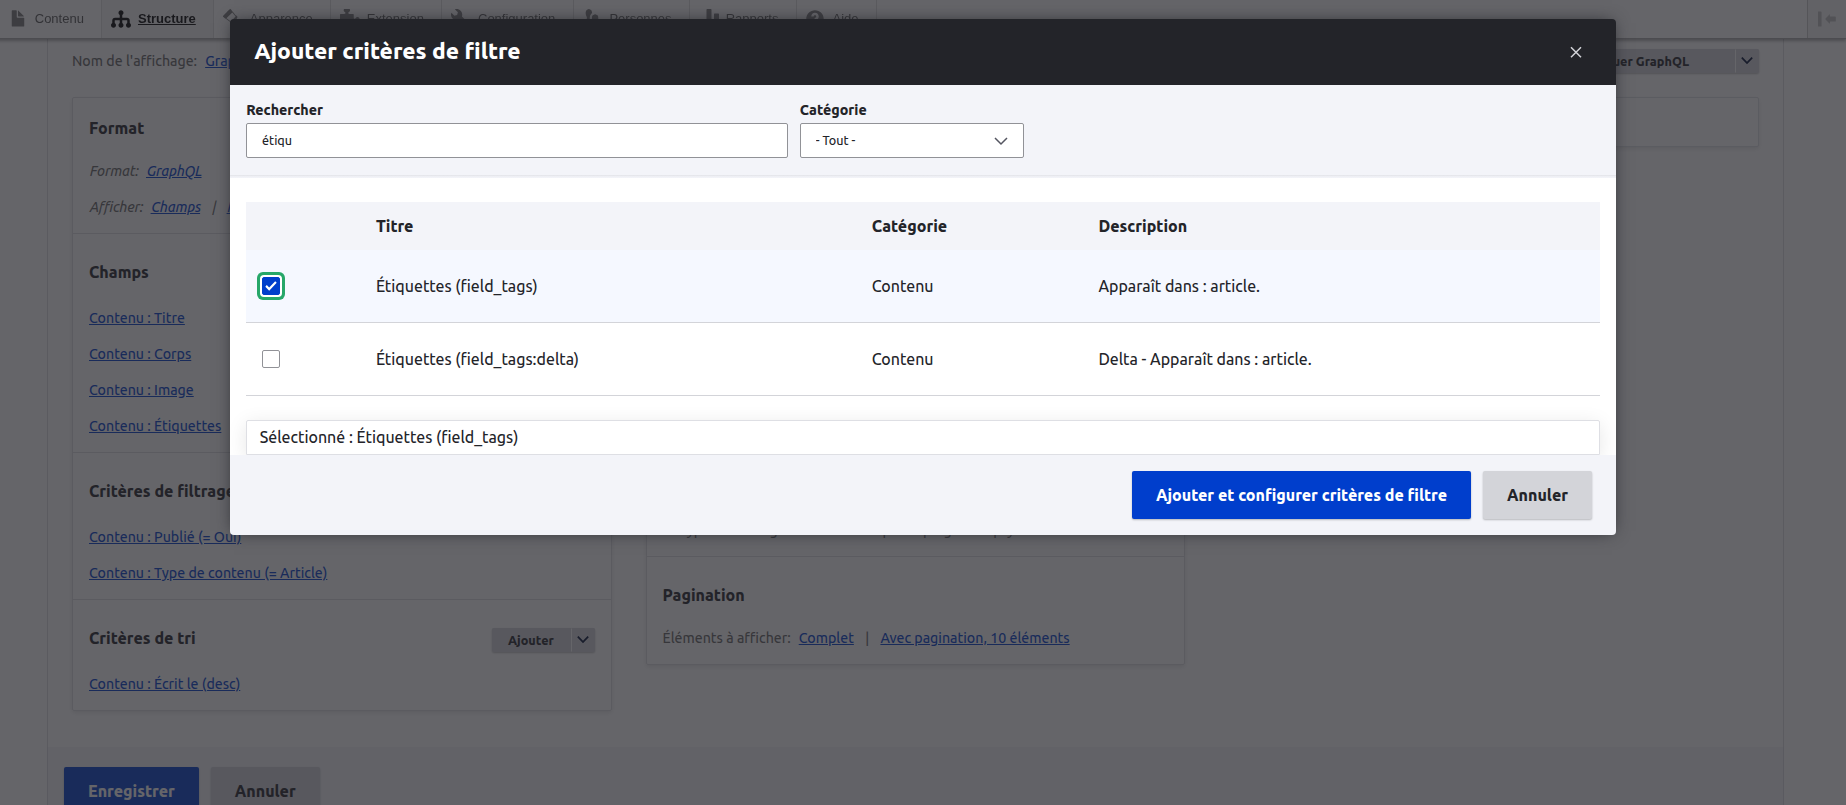 Contenu Structure Apparence Extension Configuration Personnes Rapports Aide
Ajouter critères de filtre
Nom de l'affichage:
Rechercher Catégorie
étiqu - Tout -
Format
Format: GraphQL
Afficher: Champs |
Titre Catégorie Description
Champs
Étiquettes (field_tags) Contenu Apparaît dans : article.
Contenu : Titre
Contenu : Corps
Étiquettes (field_tags:delta) Contenu Delta - Apparaît dans : article.
Contenu : Image
Contenu : Étiquettes
Sélectionné : Étiquettes (field_tags)
Critères de filtrage
Ajouter et configurer critères de filtre Annuler
Contenu : Publié (= Oui)
Contenu : Type de contenu (= Article)
Pagination
Critères de tri Ajouter
Éléments à afficher: Complet | Avec pagination, 10 éléments
Contenu : Écrit le (desc)
Enregistrer Annuler